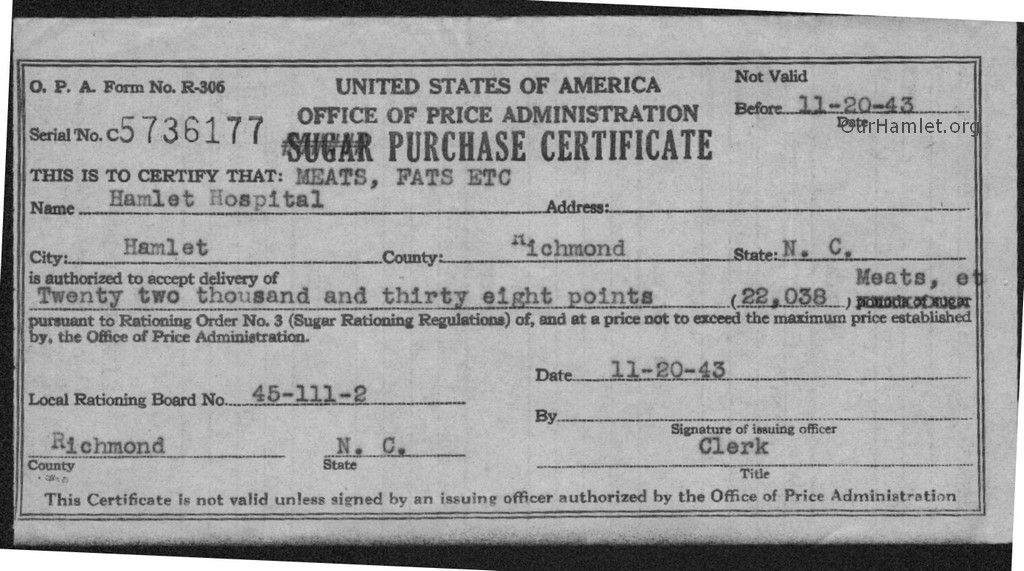 O. P. A. Form No. R-306
UNITED STATES OF AMERICA
Not Valid
Before 11-20-43
Date
OurHamlet.org
OFFICE OF PRICE ADMINISTRATION
Serial No. C5736177
SUGAR PURCHASE CERTIFICATE
THIS IS TO CERTIFY THAT: MEATS, FATS ETC
Name Hamlet Hospital Address:
City: Hamlet County: Richmond State: N. C.
is authorized to accept delivery of Meats, et
Twenty two thousand and thirty eight points (22,038) pounds of sugar
pursuant to Rationing Order No. 3 (Sugar Rationing Regulations) of, and at a price not to exceed the maximum price established
by, the Office of Price Administration.
Date 11-20-43
Local Rationing Board No. 45-111-2
By
Signature of issuing officer
Richmond N. C. Clerk
County State Title
This Certificate is not valid unless signed by an issuing officer authorized by the Office of Price Administration